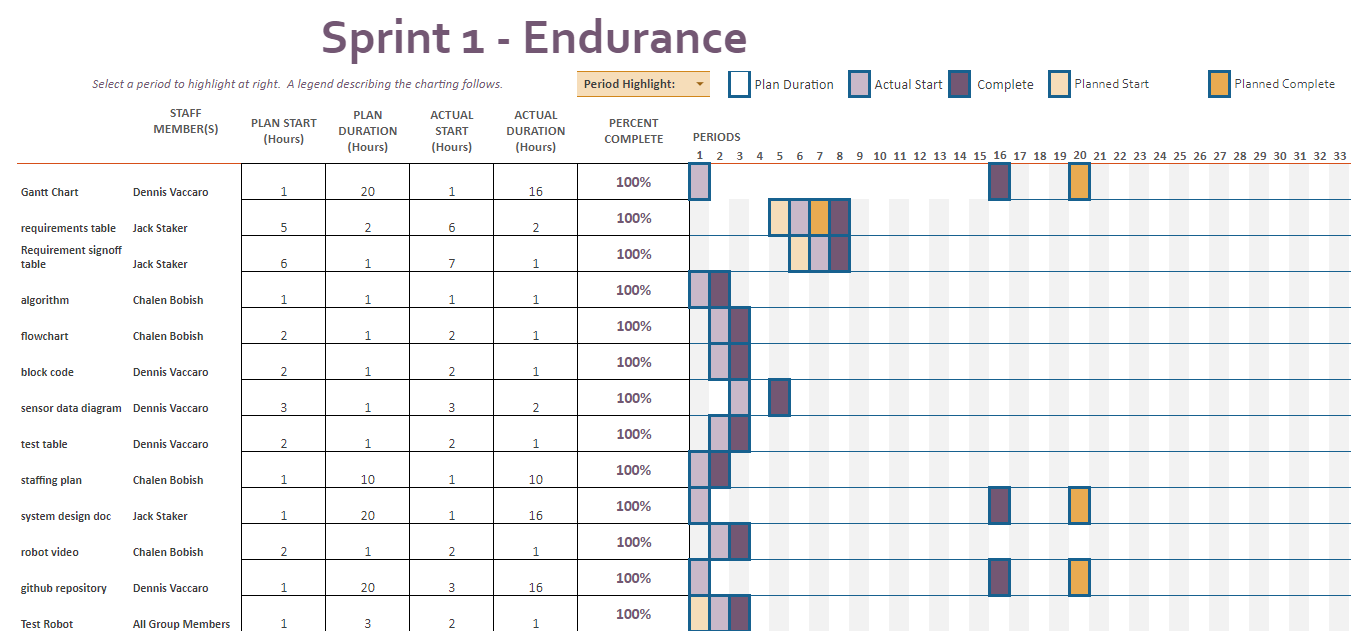 Sprint 1 - Endurance
Select a period to highlight at right. A legend describing the charting follows.
Period Highlight:
Plan Duration
Actual Start
Complete
Planned Start
Planned Complete
STAFF
MEMBER(S)
PLAN START
(Hours)
PLAN
DURATION
(Hours)
ACTUAL
START
(Hours)
ACTUAL
DURATION
(Hours)
PERCENT
COMPLETE
PERIODS
1 2 3 4 5 6 7 8 9 10 11 12 13 14 15 16 17 18 19 20 21 22 23 24 25 26 27 28 29 30 31 32 33
Gantt Chart Dennis Vaccaro 1 20 1 16 100%
requirements table Jack Staker 5 2 6 2 100%
Requirement signoff
table Jack Staker 6 1 7 1 100%
algorithm Chalen Bobish 1 1 1 1 100%
flowchart Chalen Bobish 2 1 2 1 100%
block code Dennis Vaccaro 2 1 2 1 100%
sensor data diagram Dennis Vaccaro 3 1 3 2 100%
test table Dennis Vaccaro 2 1 2 1 100%
staffing plan Chalen Bobish 1 10 1 10 100%
system design doc Jack Staker 1 20 1 16 100%
robot video Chalen Bobish 2 1 2 1 100%
github repository Dennis Vaccaro 1 20 3 16 100%
Test Robot All Group Members 1 3 2 1 100%